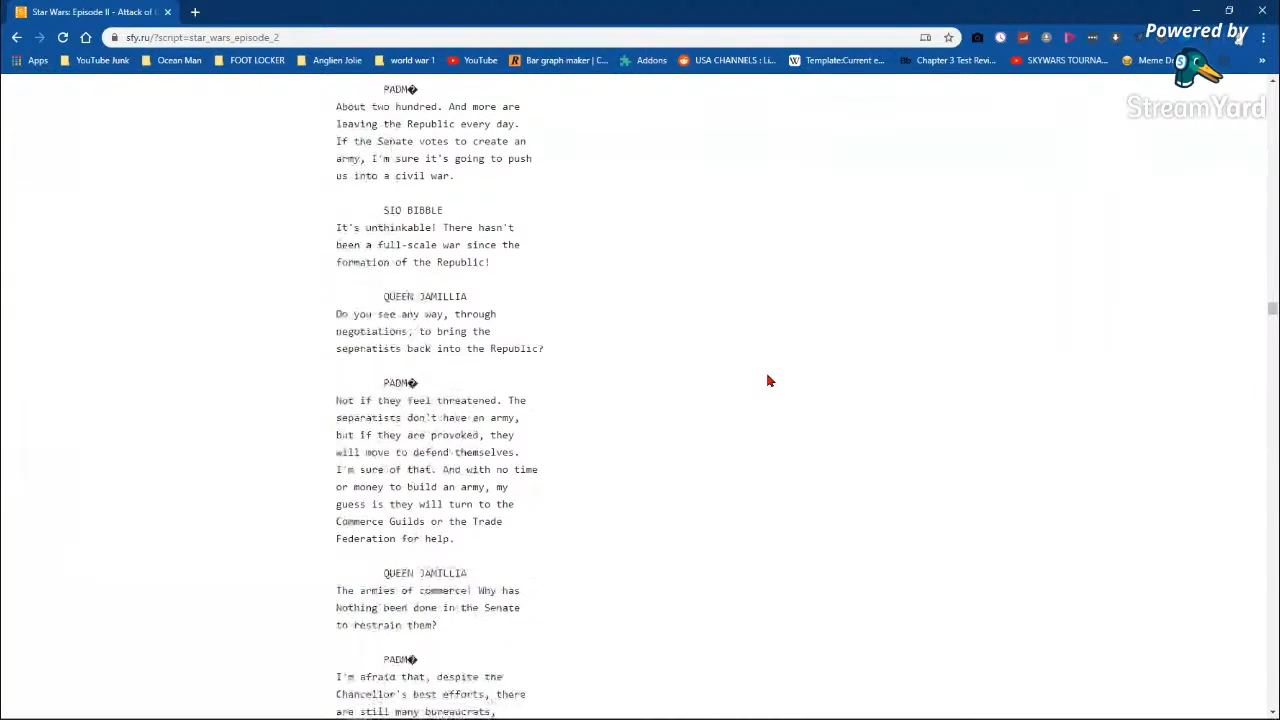 Star Wars: Episode II - Attack of
sfy.ru/?script=star_wars_episode_2
Powered by
Apps YouTube Junk Ocean Man FOOT LOCKER Anglien Jolie world war 1 YouTube Bar graph maker | C... Addons USA CHANNELS : Li... Template:Current e... Chapter 3 Test Revi... SKYWARS TOURNA... Meme De
StreamYard
PADM�
About two hundred. And more are
leaving the Republic every day.
If the Senate votes to create an
army, I'm sure it's going to push
us into a civil war.
SIO BIBBLE
It's unthinkable! There hasn't
been a full-scale war since the
formation of the Republic!
QUEEN JAMILLIA
Do you see any way, through
negotiations, to bring the
separatists back into the Republic?
PADM�
Not if they feel threatened. The
separatists don't have an army,
but if they are provoked, they
will move to defend themselves.
I'm sure of that. And with no time
or money to build an army, my
guess is they will turn to the
Commerce Guilds or the Trade
Federation for help.
QUEEN JAMILLIA
The armies of commerce! Why has
Nothing been done in the Senate
to restrain them?
PADM�
I'm afraid that, despite the
Chancellor's best efforts, there
are still many bureaucrats,